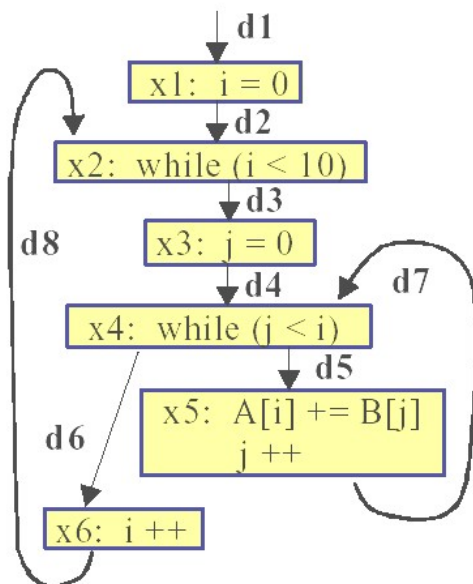 d1
x1: i = 0
d2
x2: while (i < 10)
d3
x3: j = 0
d8
d4
d7
x4: while (j < i)
d5
x5: A[i] += B[j]
j ++
d6
x6: i ++